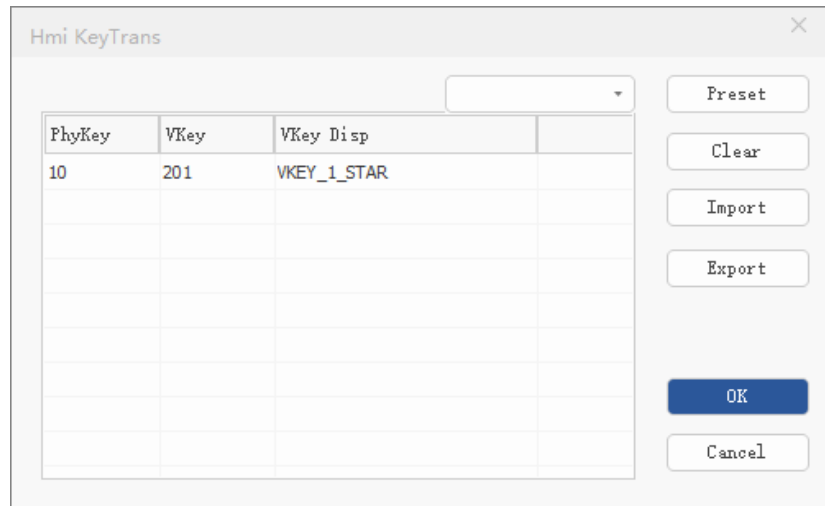 Hmi KeyTrans
Preset
PhyKey VKey VKey Disp
Clear
10 201 VKEY_1_STAR
Import
Export
OK
Cancel